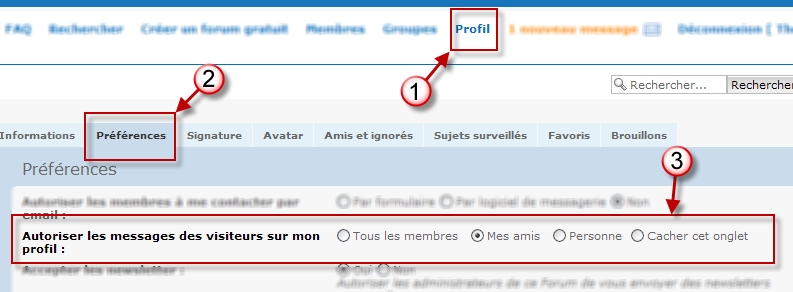 FAQ Rechercher Créer un forum gratuit Membres Groupes Profil 1 nouveau message Déconnexion [ Th
1
2
Rechercher... Rechercher
Informations Préférences Signature Avatar Amis et ignorés Sujets surveillés Favoris Brouillons
Préférences
3
Autoriser les membres à me contacter par Par formulaire Par logiciel de messagerie Non
email :
Autoriser les messages des visiteurs sur mon Tous les membres Mes amis Personne Cacher cet onglet
profil :
Accepter les newsletter : Oui Non
Autoriser les administrateurs de ce Forum de vous envoyer des newsletters